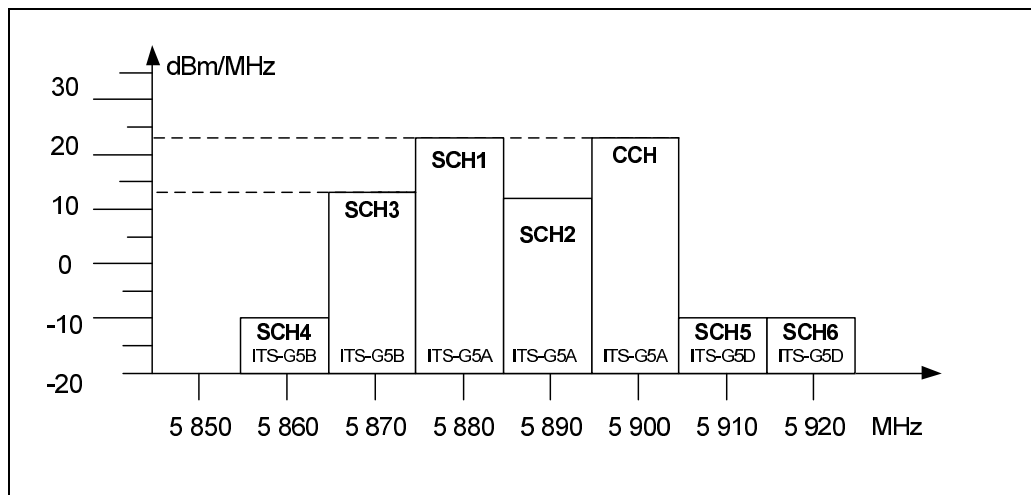 dBm/MHz
30
20
10
0
-10
-20
SCH4
ITS-G5B
SCH3
ITS-G5B
SCH1
ITS-G5A
SCH2
ITS-G5A
CCH
ITS-G5A
SCH5
ITS-G5D
SCH6
ITS-G5D
5 850 5 860 5 870 5 880 5 890 5 900 5 910 5 920 MHz